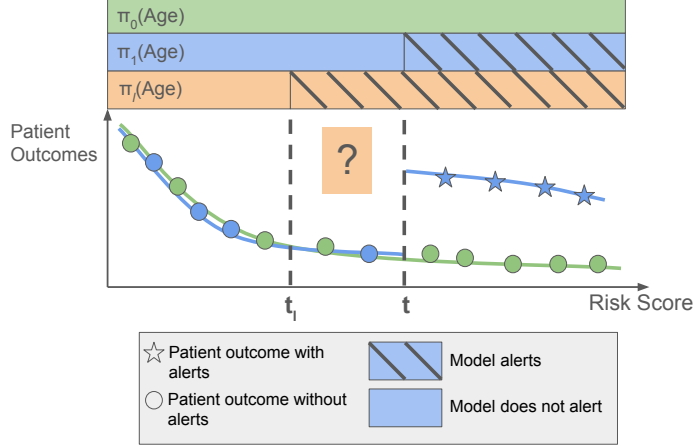 π₀(Age)
π₁(Age)
πₗ(Age)
Patient
Outcomes
?
tₗ
t
Risk Score
Patient outcome with
alerts
Model alerts
Patient outcome without
alerts
Model does not alert